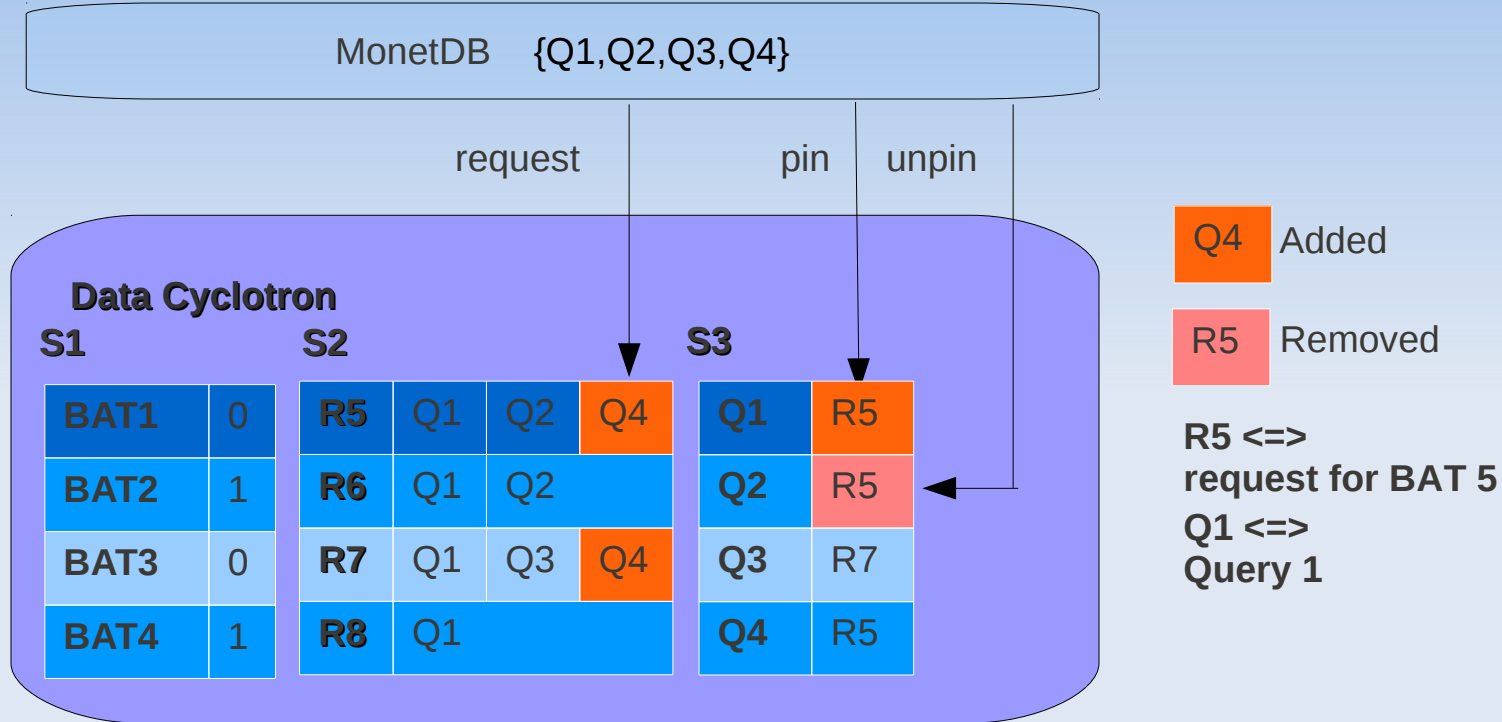 MonetDB {Q1,Q2,Q3,Q4}
request pin unpin
Data Cyclotron
S1 S2 S3
BAT1 0 R5 Q1 Q2 Q4 Q1 R5
BAT2 1 R6 Q1 Q2 Q2 R5
BAT3 0 R7 Q1 Q3 Q4 Q3 R7
BAT4 1 R8 Q1 Q4 R5
Q4 Added
R5 Removed
R5 <=>
request for BAT 5
Q1 <=>
Query 1